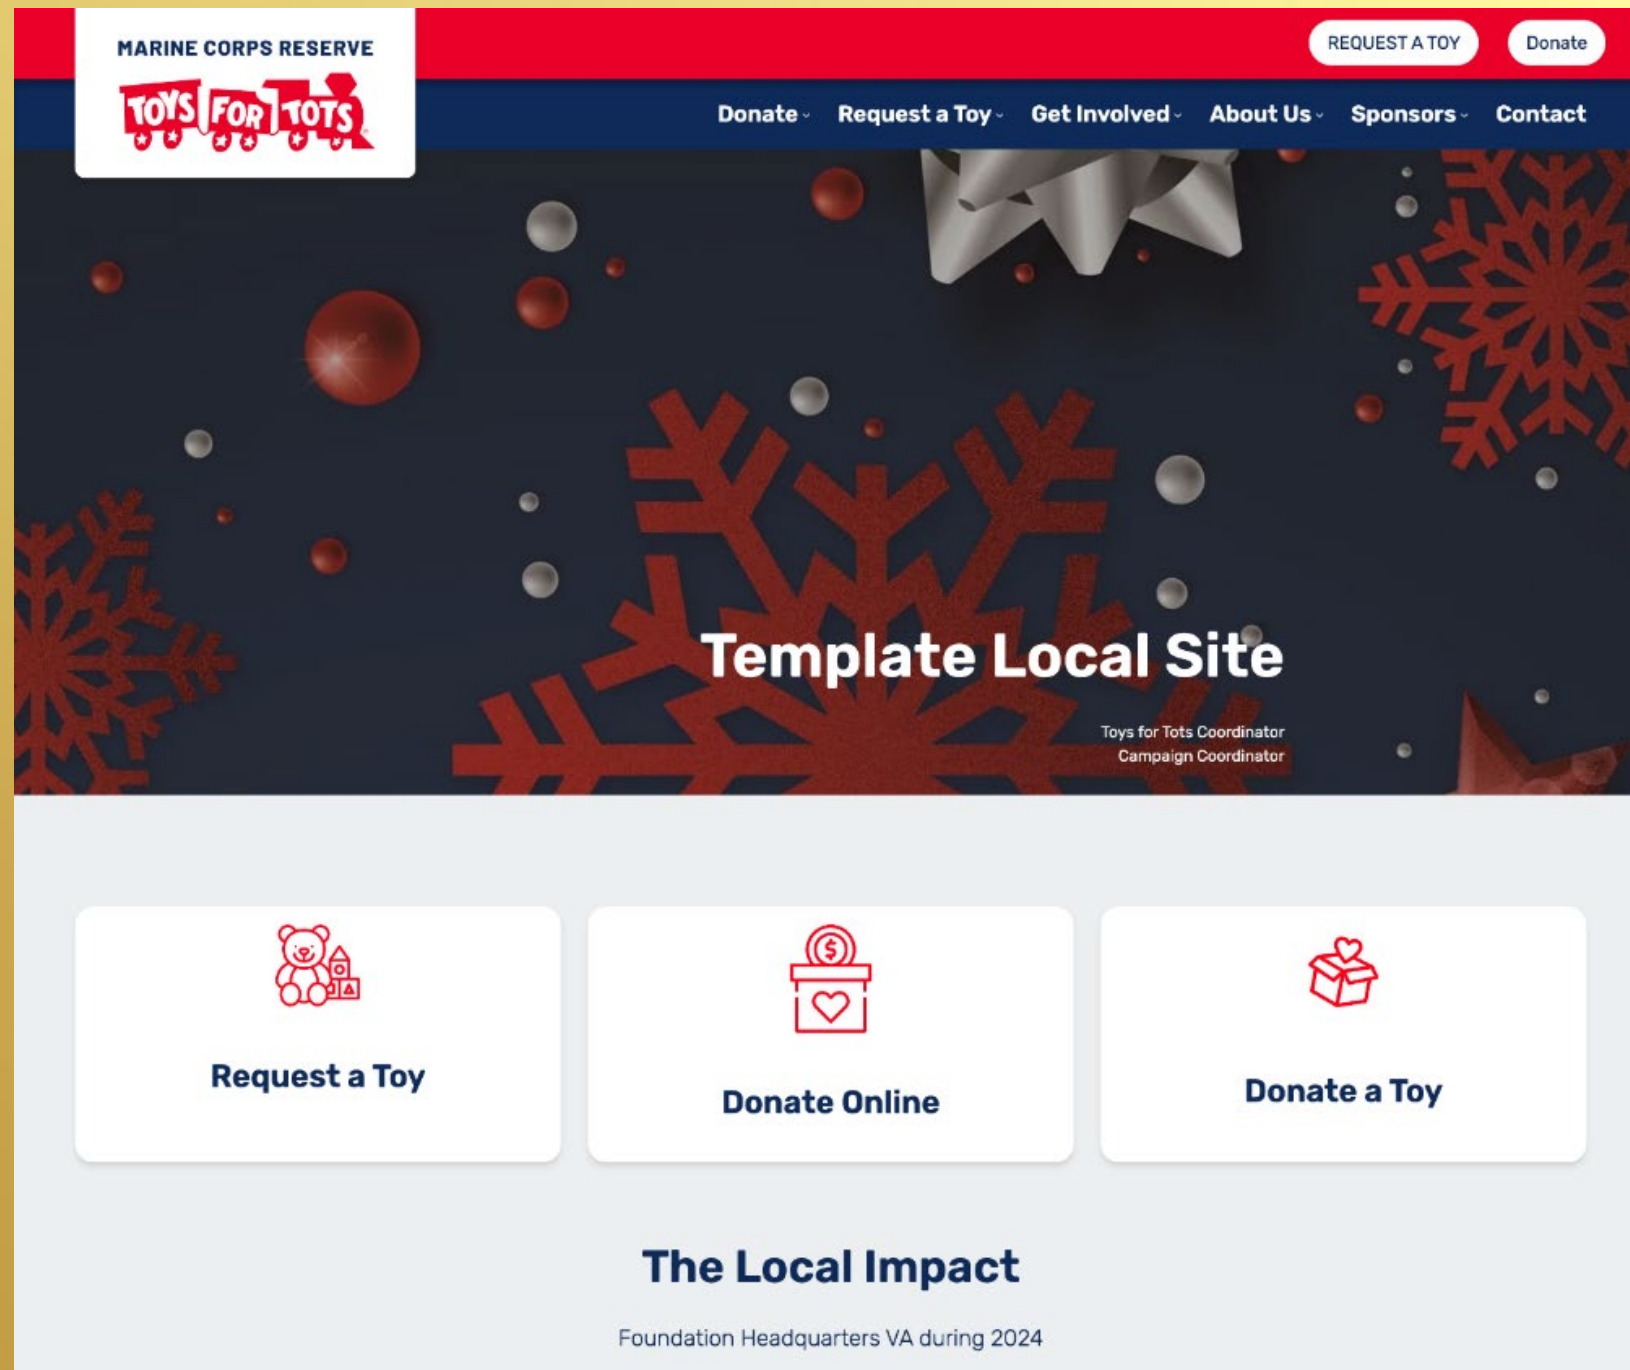 MARINE CORPS RESERVE
TOYS FOR TOTS
REQUEST A TOY
Donate
Donate
Request a Toy
Get Involved
About Us
Sponsors
Contact
Template Local Site
Toys for Tots Coordinator
Campaign Coordinator
Request a Toy
Donate Online
Donate a Toy
The Local Impact
Foundation Headquarters VA during 2024